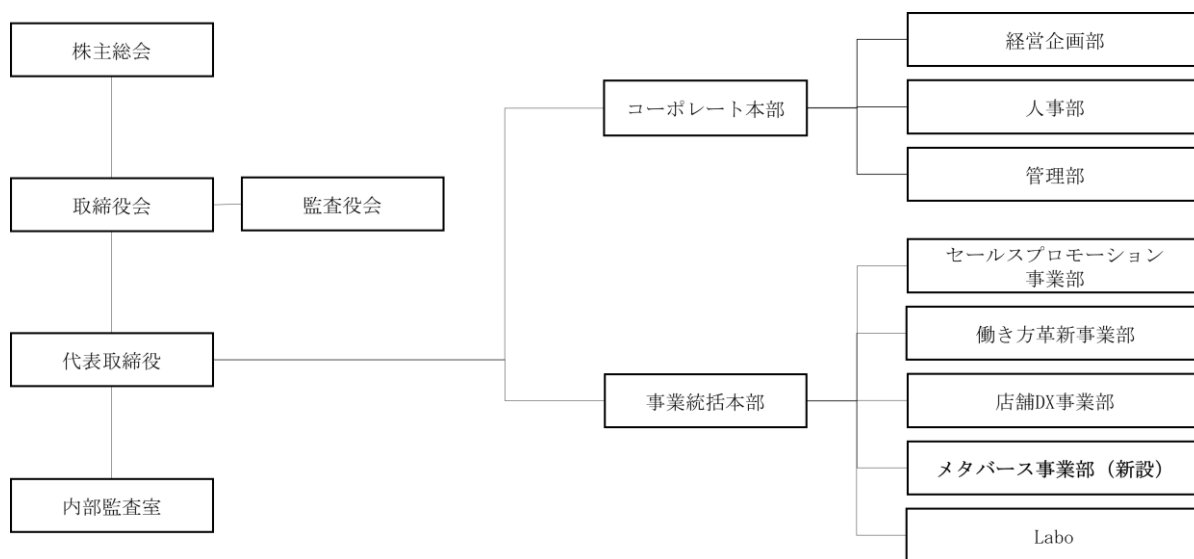 株主総会
取締役会
監査役会
代表取締役
内部監査室
コーポレート本部
経営企画部
人事部
管理部
事業統括本部
セールスプロモーション
事業部
働き方革新事業部
店舗DX事業部
メタバース事業部（新設）
Labo